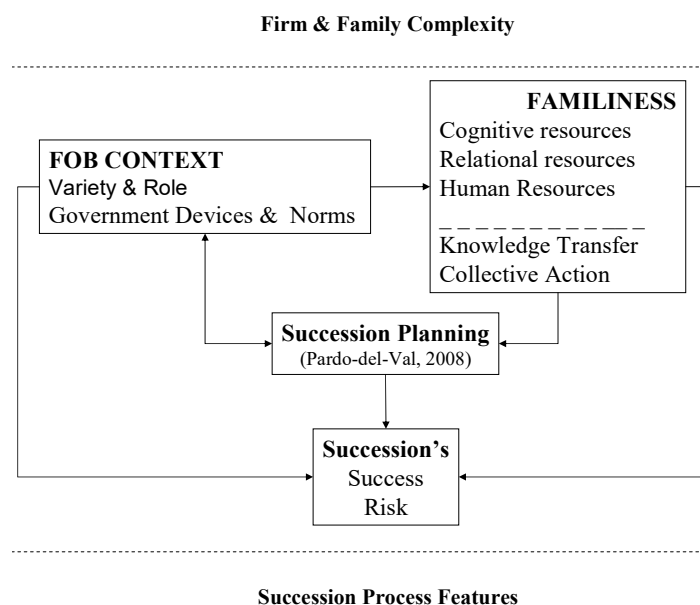 Firm & Family Complexity
FAMILINESS
Cognitive resources
Relational resources
Human Resources
Knowledge Transfer
Collective Action
FOB CONTEXT
Variety & Role
Government Devices & Norms
Succession Planning
(Pardo-del-Val, 2008)
Succession’s
Success
Risk
Succession Process Features